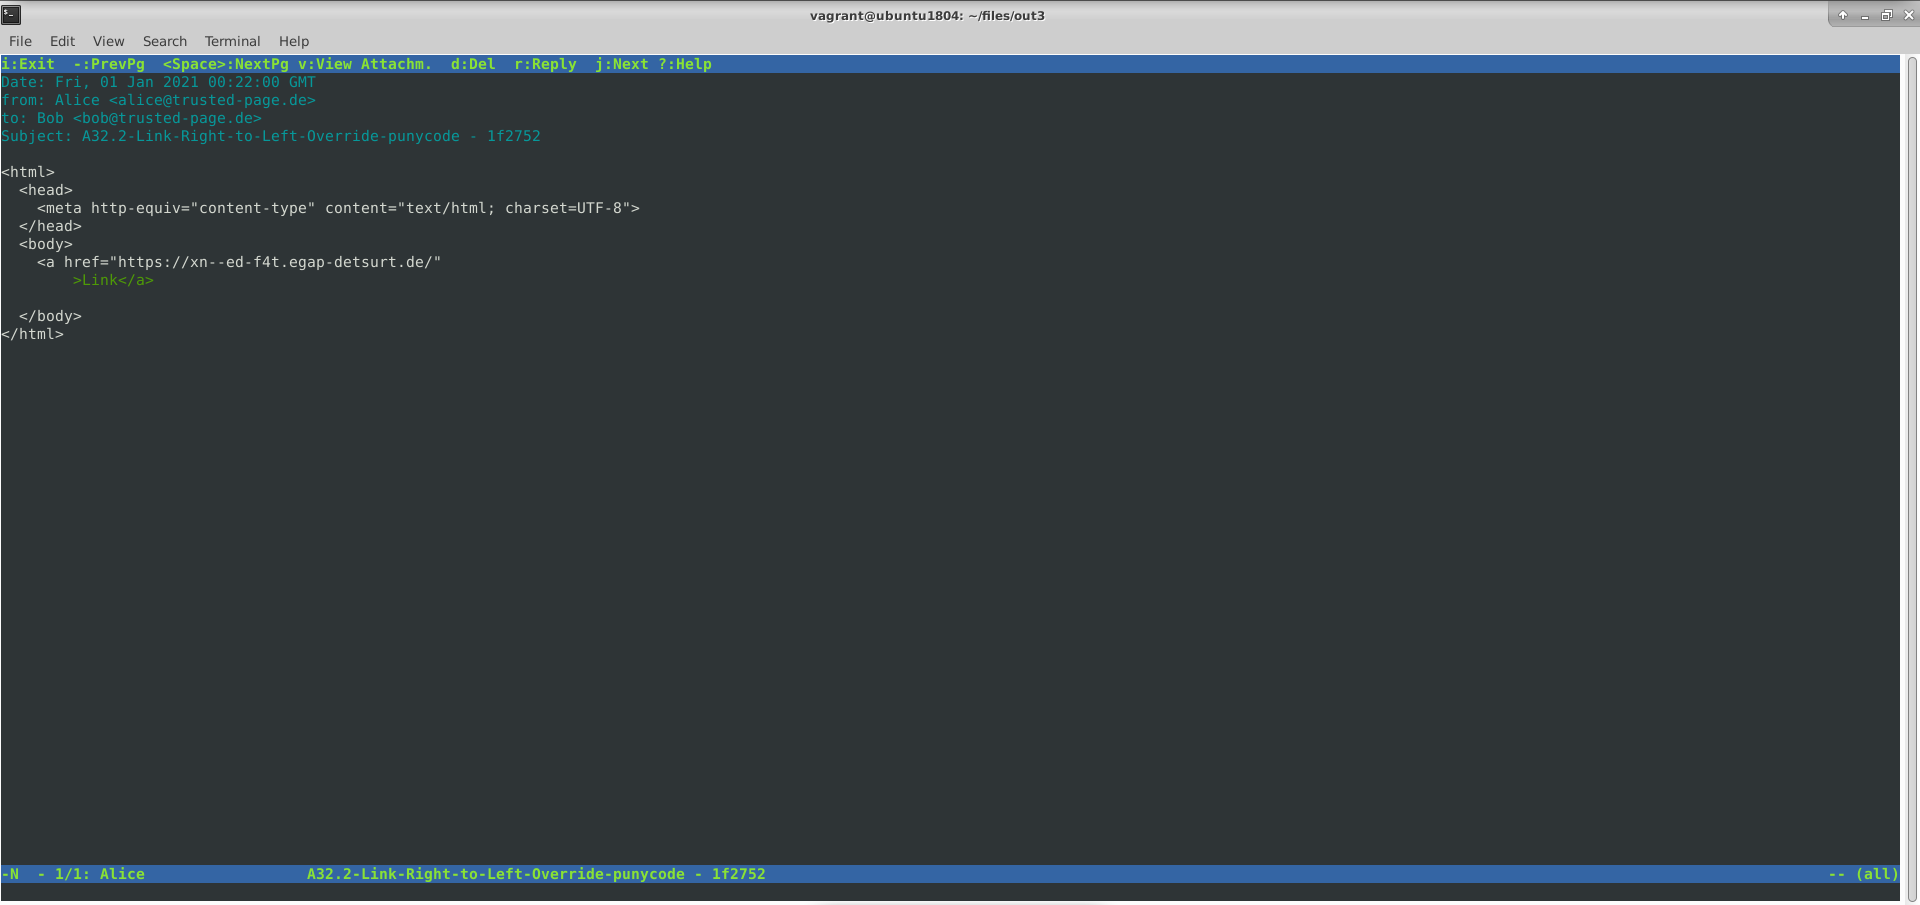 vagrant@ubuntu1804: ~/files/out3
File Edit View Search Terminal Help
i:Exit  -:PrevPg  <Space>:NextPg v:View Attachm.  d:Del  r:Reply  j:Next ?:Help
Date: Fri, 01 Jan 2021 00:22:00 GMT
from: Alice <alice@trusted-page.de>
to: Bob <bob@trusted-page.de>
Subject: A32.2-Link-Right-to-Left-Override-punycode - 1f2752
<html>
  <head>
    <meta http-equiv="content-type" content="text/html; charset=UTF-8">
  </head>
  <body>
    <a href="https://xn--ed-f4t.egap-detsurt.de/"
        >Link</a>
  </body>
</html>
-N  - 1/1: Alice                  A32.2-Link-Right-to-Left-Override-punycode - 1f2752 -- (all)